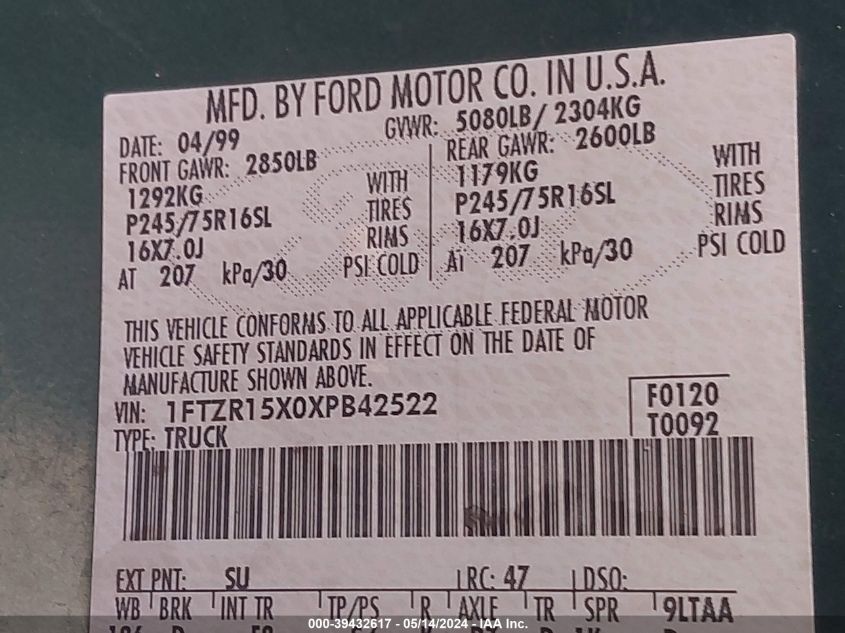 MFD. BY FORD MOTOR CO. IN U.S.A.
DATE: 04/99 GVWR: 5080LB/ 2304KG
FRONT GAWR: 2850LB REAR GAWR: 2600LB
1292KG WITH 1179KG WITH
P245/75R16SL TIRES P245/75R16SL TIRES
16X7.0J RIMS 16X7.0J RIMS
AT 207 kPa/30 PSI COLD AT 207 kPa/30 PSI COLD
THIS VEHICLE CONFORMS TO ALL APPLICABLE FEDERAL MOTOR
VEHICLE SAFETY STANDARDS IN EFFECT ON THE DATE OF
MANUFACTURE SHOWN ABOVE.
VIN: 1FTZR15X0XPB42522 F0120
TYPE: TRUCK T0092
EXT PNT: SU RC: 47 DSO:
WB BRK INT TR TP/PS R AXLE TR SPR 9LTAA
000-39432617 - 05/14/2024 - IAA Inc.